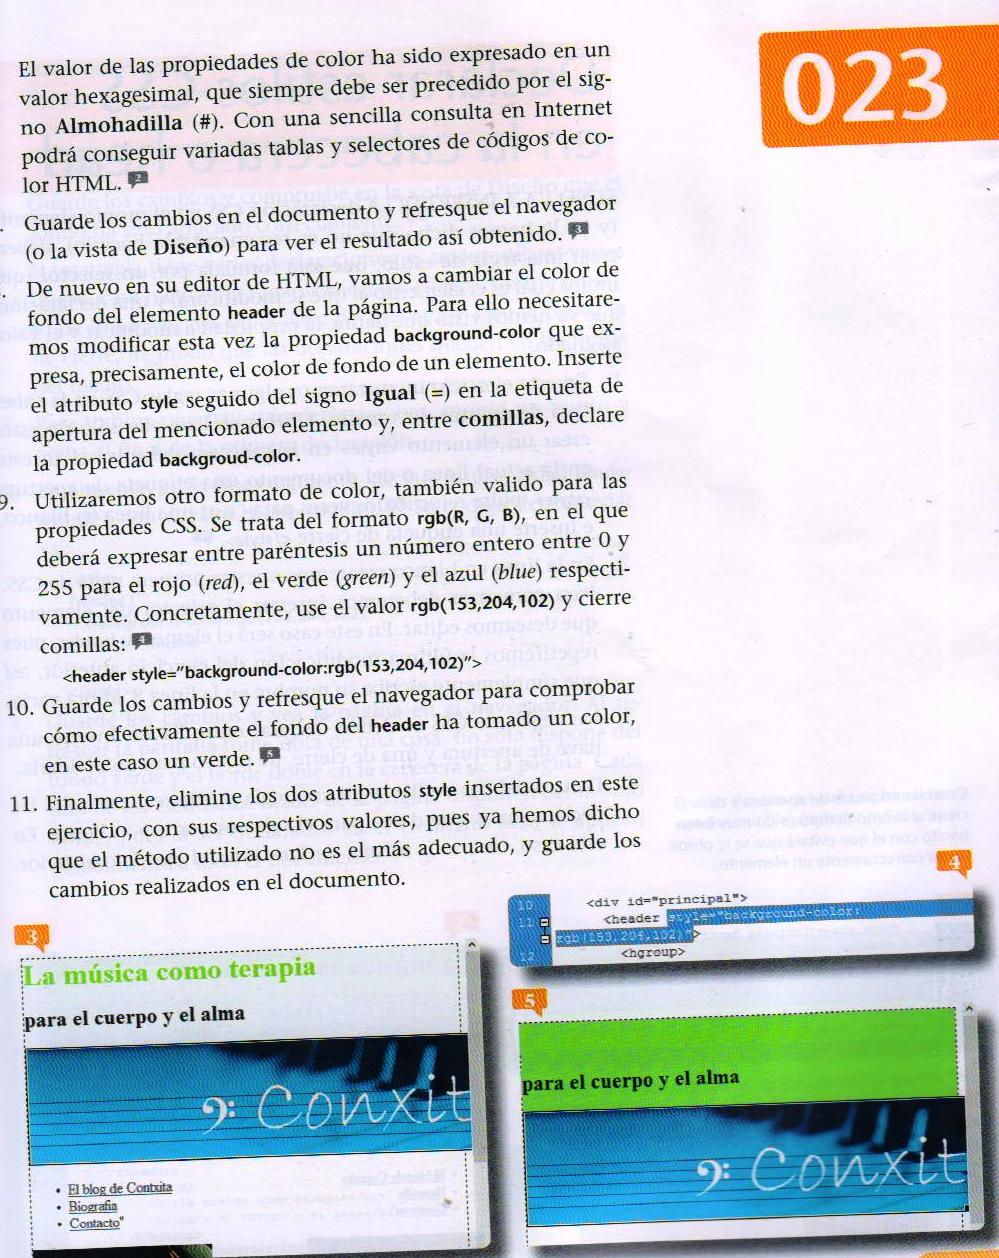 023
El valor de las propiedades de color ha sido expresado en un
valor hexagesimal, que siempre debe ser precedido por el sig-
no Almohadilla (#). Con una sencilla consulta en Internet
podrá conseguir variadas tablas y selectores de códigos de co-
lor HTML. 2
Guarde los cambios en el documento y refresque el navegador
(o la vista de Diseño) para ver el resultado así obtenido. 3
De nuevo en su editor de HTML, vamos a cambiar el color de
fondo del elemento header de la página. Para ello necesitare-
mos modificar esta vez la propiedad background-color que ex-
presa, precisamente, el color de fondo de un elemento. Inserte
el atributo style seguido del signo Igual (=) en la etiqueta de
apertura del mencionado elemento y, entre comillas, declare
la propiedad backgroud-color.
9. Utilizaremos otro formato de color, también valido para las
propiedades CSS. Se trata del formato rgb(R, G, B), en el que
deberá expresar entre paréntesis un número entero entre 0 y
255 para el rojo (red), el verde (green) y el azul (blue) respecti-
vamente. Concretamente, use el valor rgb(153,204,102) y cierre
comillas: 4
<header style="background-color:rgb(153,204,102)">
10. Guarde los cambios y refresque el navegador para comprobar
cómo efectivamente el fondo del header ha tomado un color,
en este caso un verde. 5
11. Finalmente, elimine los dos atributos style insertados en este
ejercicio, con sus respectivos valores, pues ya hemos dicho
que el método utilizado no es el más adecuado, y guarde los
cambios realizados en el documento.
4
10 <div id="principal">
11 <header style="background-color:
rgb(153,204,102)">
12 <hgroup>
3
La música como terapia
para el cuerpo y el alma
Conxit
• El blog de Contxita
• Biografia
• Contacto"
5
para el cuerpo y el alma
Conxit